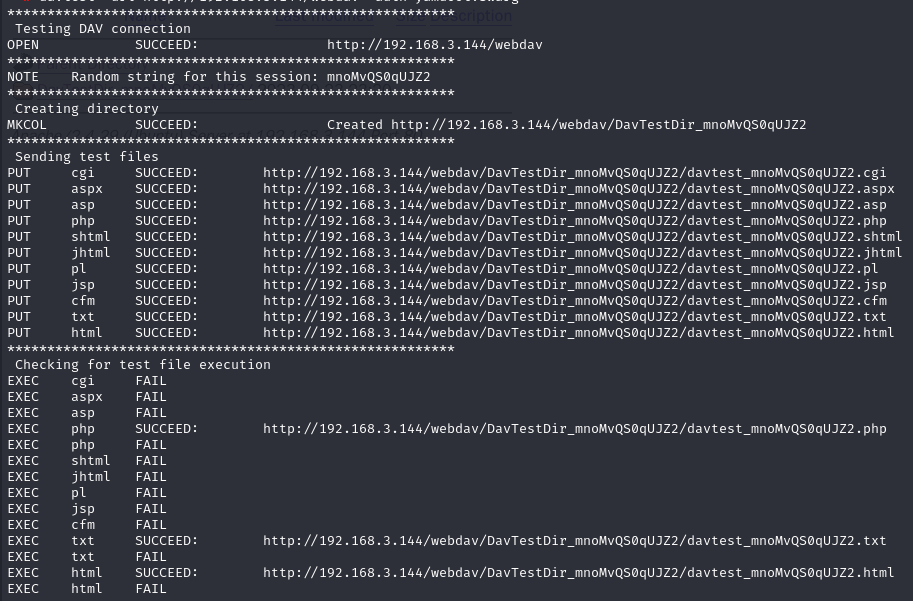 ********************************************************
Testing DAV connection
OPEN SUCCEED: http://192.168.3.144/webdav
********************************************************
NOTE Random string for this session: mnoMvQS0qUJZ2
********************************************************
Creating directory
MKCOL SUCCEED: Created http://192.168.3.144/webdav/DavTestDir_mnoMvQS0qUJZ2
********************************************************
Sending test files
PUT cgi SUCCEED: http://192.168.3.144/webdav/DavTestDir_mnoMvQS0qUJZ2/davtest_mnoMvQS0qUJZ2.cgi
PUT aspx SUCCEED: http://192.168.3.144/webdav/DavTestDir_mnoMvQS0qUJZ2/davtest_mnoMvQS0qUJZ2.aspx
PUT asp SUCCEED: http://192.168.3.144/webdav/DavTestDir_mnoMvQS0qUJZ2/davtest_mnoMvQS0qUJZ2.asp
PUT php SUCCEED: http://192.168.3.144/webdav/DavTestDir_mnoMvQS0qUJZ2/davtest_mnoMvQS0qUJZ2.php
PUT shtml SUCCEED: http://192.168.3.144/webdav/DavTestDir_mnoMvQS0qUJZ2/davtest_mnoMvQS0qUJZ2.shtml
PUT jhtml SUCCEED: http://192.168.3.144/webdav/DavTestDir_mnoMvQS0qUJZ2/davtest_mnoMvQS0qUJZ2.jhtml
PUT pl SUCCEED: http://192.168.3.144/webdav/DavTestDir_mnoMvQS0qUJZ2/davtest_mnoMvQS0qUJZ2.pl
PUT jsp SUCCEED: http://192.168.3.144/webdav/DavTestDir_mnoMvQS0qUJZ2/davtest_mnoMvQS0qUJZ2.jsp
PUT cfm SUCCEED: http://192.168.3.144/webdav/DavTestDir_mnoMvQS0qUJZ2/davtest_mnoMvQS0qUJZ2.cfm
PUT txt SUCCEED: http://192.168.3.144/webdav/DavTestDir_mnoMvQS0qUJZ2/davtest_mnoMvQS0qUJZ2.txt
PUT html SUCCEED: http://192.168.3.144/webdav/DavTestDir_mnoMvQS0qUJZ2/davtest_mnoMvQS0qUJZ2.html
********************************************************
Checking for test file execution
EXEC cgi FAIL
EXEC aspx FAIL
EXEC asp FAIL
EXEC php SUCCEED: http://192.168.3.144/webdav/DavTestDir_mnoMvQS0qUJZ2/davtest_mnoMvQS0qUJZ2.php
EXEC php FAIL
EXEC shtml FAIL
EXEC jhtml FAIL
EXEC pl FAIL
EXEC jsp FAIL
EXEC cfm FAIL
EXEC txt SUCCEED: http://192.168.3.144/webdav/DavTestDir_mnoMvQS0qUJZ2/davtest_mnoMvQS0qUJZ2.txt
EXEC txt FAIL
EXEC html SUCCEED: http://192.168.3.144/webdav/DavTestDir_mnoMvQS0qUJZ2/davtest_mnoMvQS0qUJZ2.html
EXEC html FAIL